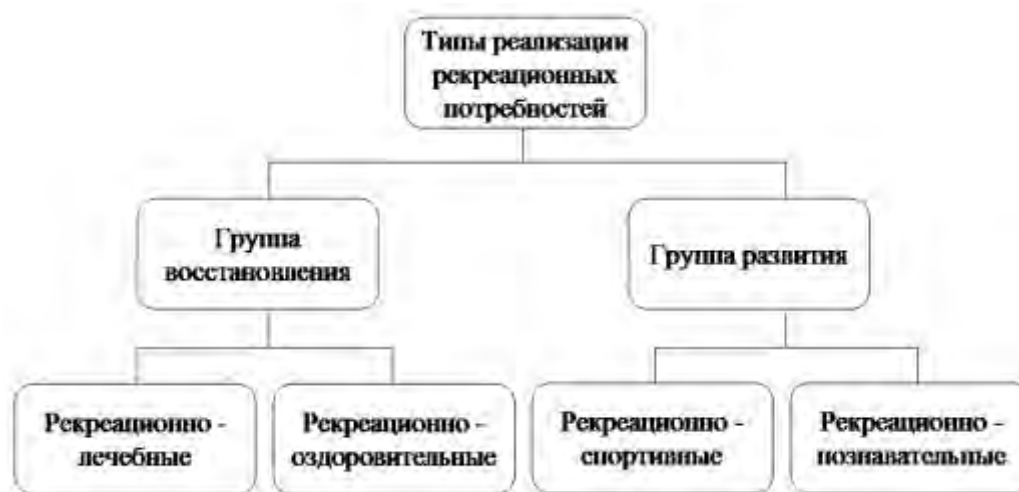 Типы реализации
рекреационных
потребностей
Группа
восстановления
Группа развития
Рекреационно -
лечебные
Рекреационно -
оздоровительные
Рекреационно -
спортивные
Рекреационно -
познавательные